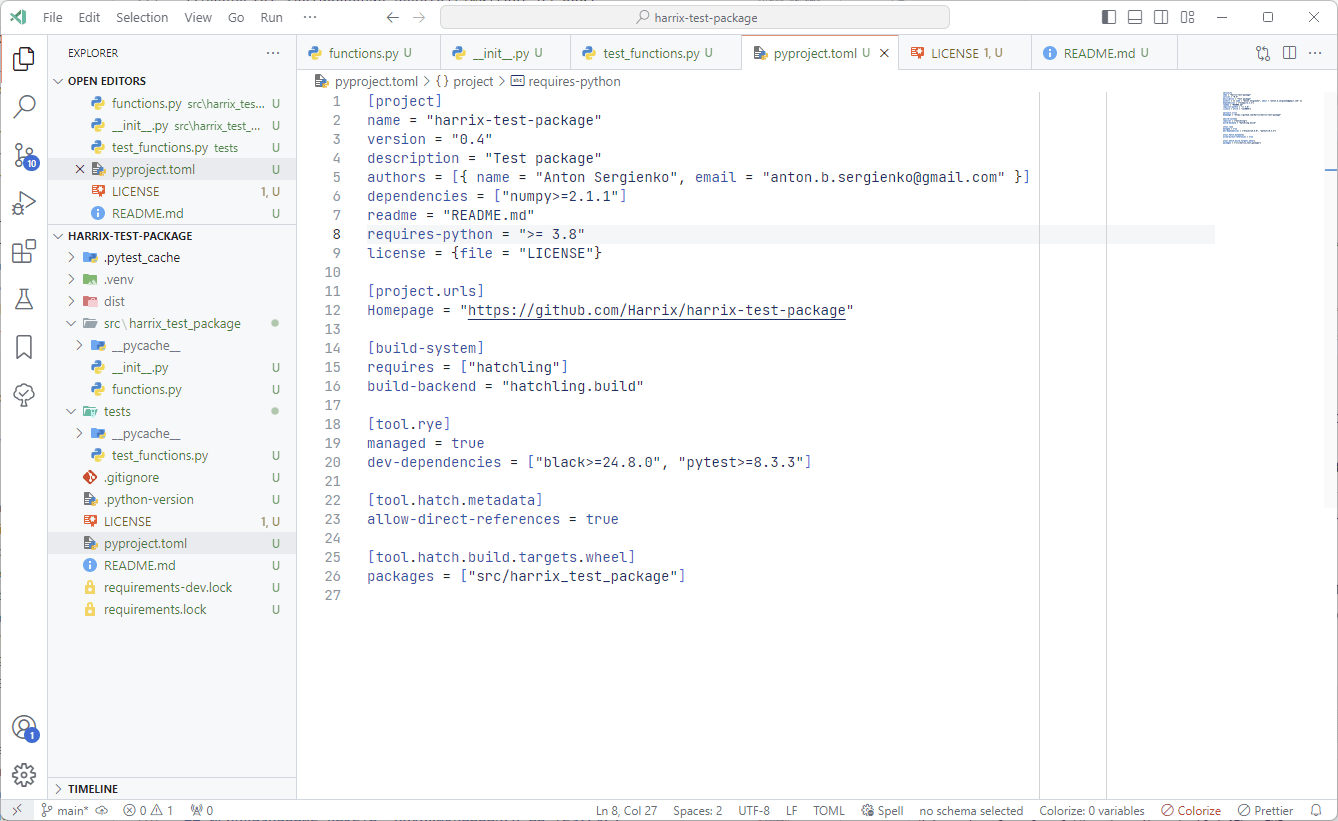 File Edit Selection View Go Run ··· harrix-test-package
EXPLORER ···
OPEN EDITORS
functions.py src\harrix_tes... U
__init__.py src\harrix_test_... U
test_functions.py tests U
pyproject.toml U
LICENSE 1, U
README.md U
HARRIX-TEST-PACKAGE
.pytest_cache
.venv
dist
src\harrix_test_package
__pycache__
__init__.py U
functions.py U
tests
__pycache__
test_functions.py U
.gitignore U
.python-version U
LICENSE 1, U
pyproject.toml U
README.md U
requirements-dev.lock U
requirements.lock U
TIMELINE
10
1
functions.py U __init__.py U test_functions.py U pyproject.toml U LICENSE 1, U README.md U ···
pyproject.toml > {} project > abc requires-python
1 [project]
2 name = "harrix-test-package"
3 version = "0.4"
4 description = "Test package"
5 authors = [{ name = "Anton Sergienko", email = "anton.b.sergienko@gmail.com" }]
6 dependencies = ["numpy>=2.1.1"]
7 readme = "README.md"
8 requires-python = ">= 3.8"
9 license = {file = "LICENSE"}
10
11 [project.urls]
12 Homepage = "https://github.com/Harrix/harrix-test-package"
13
14 [build-system]
15 requires = ["hatchling"]
16 build-backend = "hatchling.build"
17
18 [tool.rye]
19 managed = true
20 dev-dependencies = ["black>=24.8.0", "pytest>=8.3.3"]
21
22 [tool.hatch.metadata]
23 allow-direct-references = true
24
25 [tool.hatch.build.targets.wheel]
26 packages = ["src/harrix_test_package"]
27
main* 0 1 0 Ln 8, Col 27 Spaces: 2 UTF-8 LF TOML Spell no schema selected Colorize: 0 variables Colorize Prettier